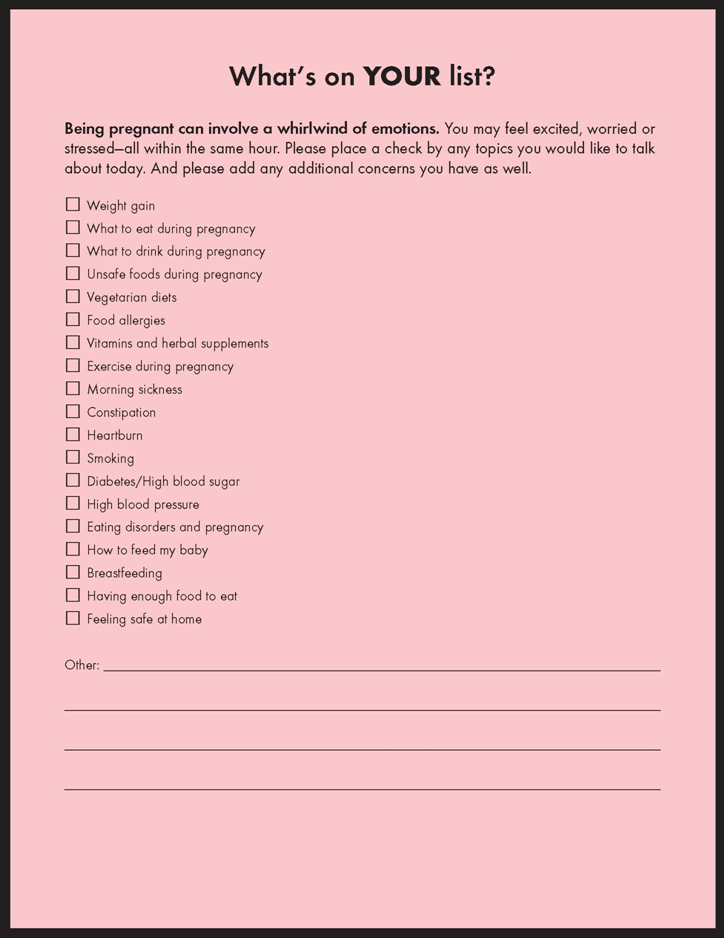 What's on YOUR list?
Being pregnant can involve a whirlwind of emotions. You may feel excited, worried or
stressed—all within the same hour. Please place a check by any topics you would like to talk
about today. And please add any additional concerns you have as well.
Weight gain
What to eat during pregnancy
What to drink during pregnancy
Unsafe foods during pregnancy
Vegetarian diets
Food allergies
Vitamins and herbal supplements
Exercise during pregnancy
Morning sickness
Constipation
Heartburn
Smoking
Diabetes/High blood sugar
High blood pressure
Eating disorders and pregnancy
How to feed my baby
Breastfeeding
Having enough food to eat
Feeling safe at home
Other: